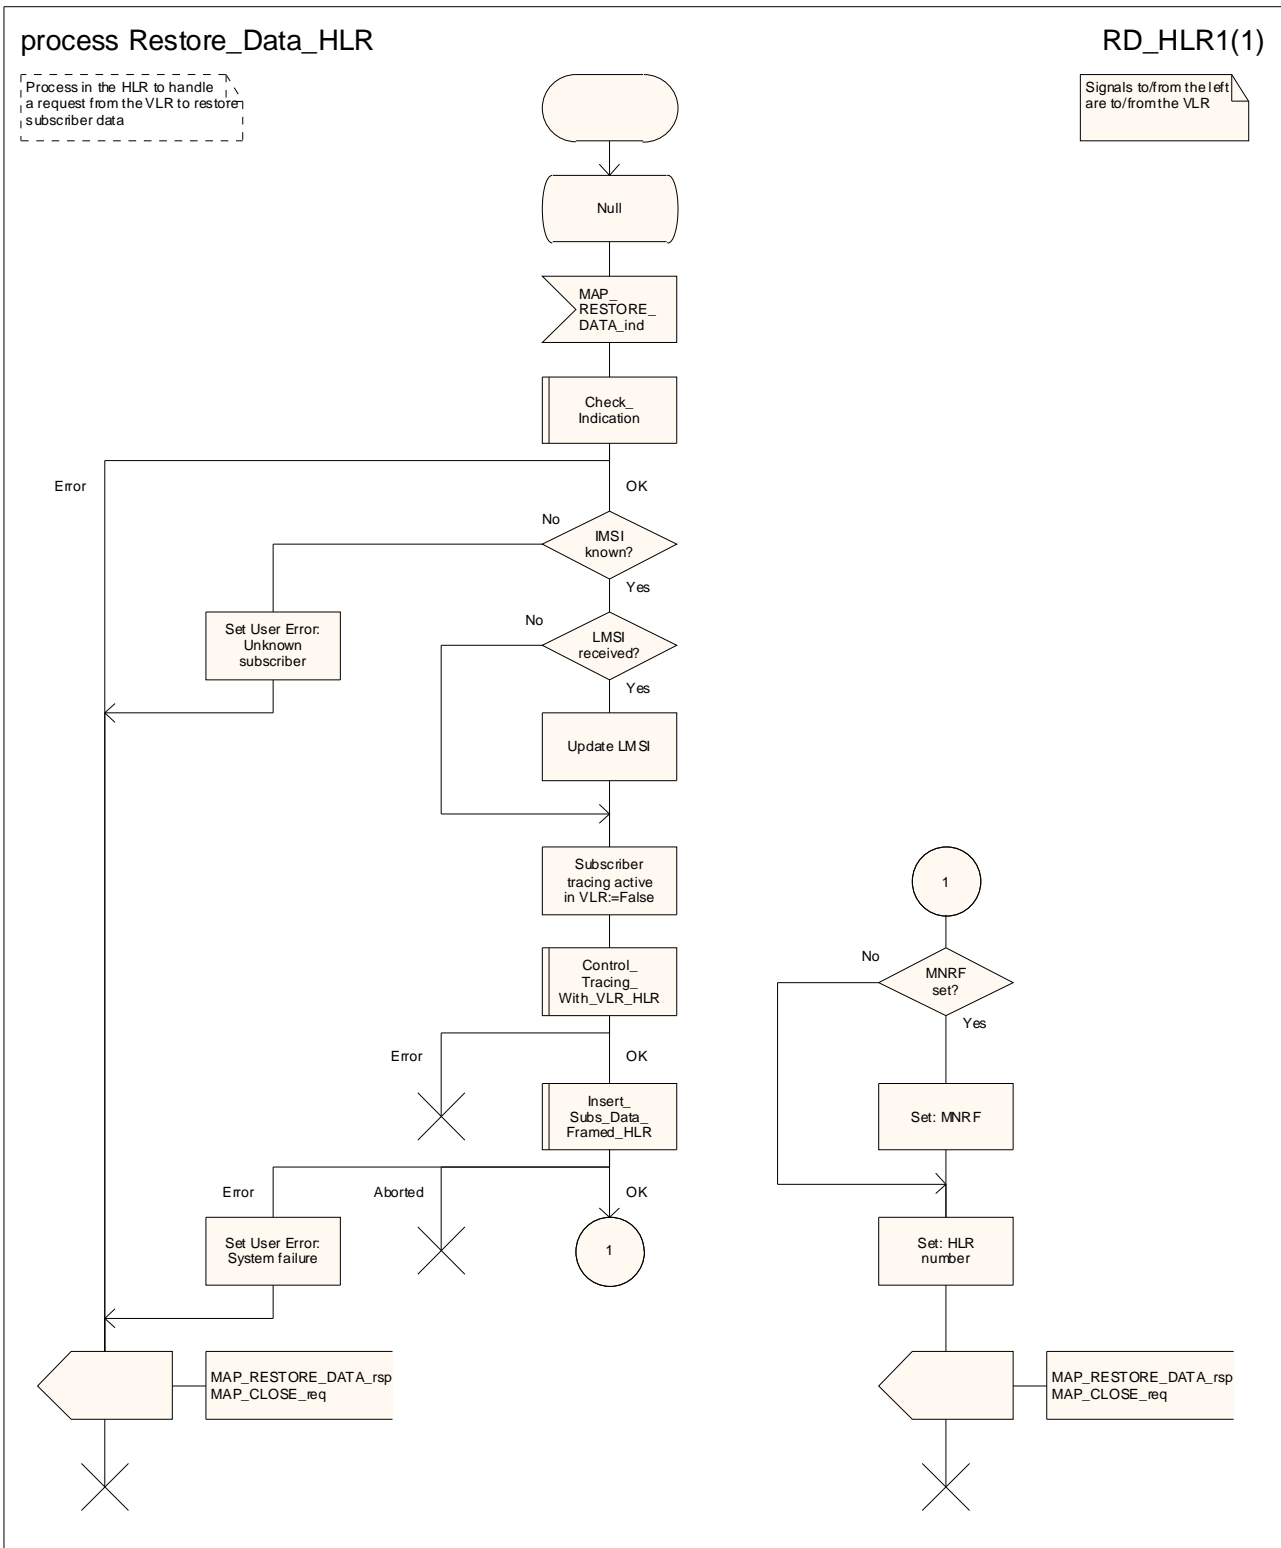 process Restore_Data_HLR
RD_HLR1(1)
Process in the HLR to handle
a request from the VLR to restore
subscriber data
Signals to/from the left
are to/from the VLR
Null
MAP_
RESTORE_
DATA_ind
Check_
Indication
Error
OK
No
IMSI
known?
Yes
Set User Error:
Unknown
subscriber
No
LMSI
received?
Yes
Update LMSI
Subscriber
tracing active
in VLR:=False
Control_
Tracing_
With_VLR_HLR
Error
OK
Insert_
Subs_Data_
Framed_HLR
Error
Aborted
OK
Set User Error:
System failure
1
MAP_RESTORE_DATA_rsp
MAP_CLOSE_req
1
No
MNRF
set?
Yes
Set: MNRF
Set: HLR
number
MAP_RESTORE_DATA_rsp
MAP_CLOSE_req